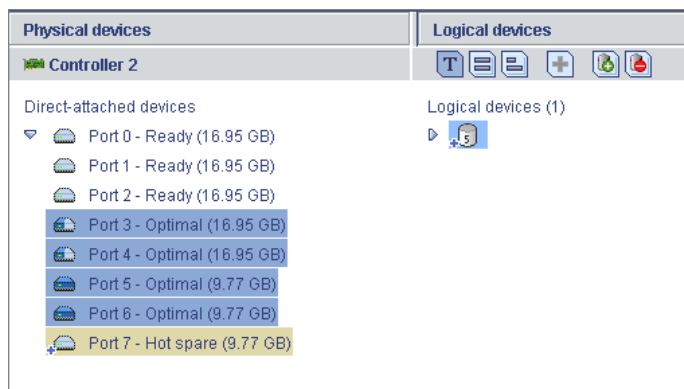 Physical devices
Logical devices
Controller 2
T
Direct-attached devices
Logical devices (1)
Port 0 - Ready (16.95 GB)
5
Port 1 - Ready (16.95 GB)
Port 2 - Ready (16.95 GB)
Port 3 - Optimal (16.95 GB)
Port 4 - Optimal (16.95 GB)
Port 5 - Optimal (9.77 GB)
Port 6 - Optimal (9.77 GB)
Port 7 - Hot spare (9.77 GB)